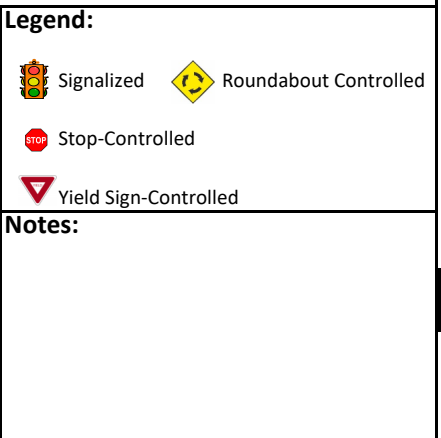 Legend:
Signalized Roundabout Controlled
STOP Stop-Controlled
Yield Sign-Controlled
Notes: